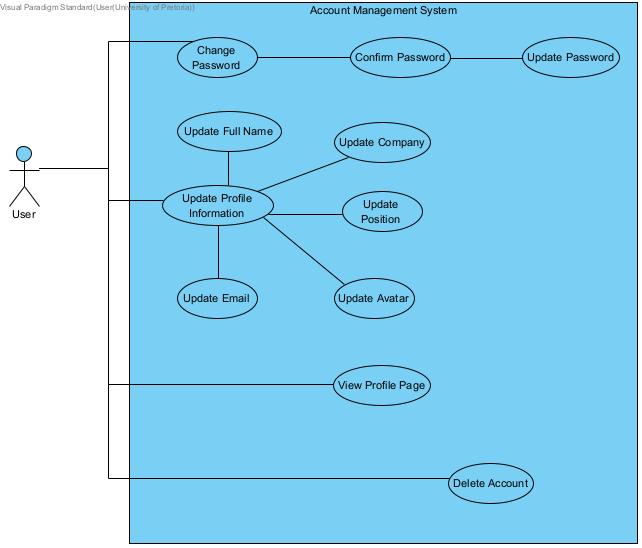 Visual Paradigm Standard(User(University of Pretoria))
Account Management System
Change
Password
Confirm Password
Update Password
Update Full Name
Update Company
User
Update Profile
Information
Update
Position
Update Email
Update Avatar
View Profile Page
Delete Account